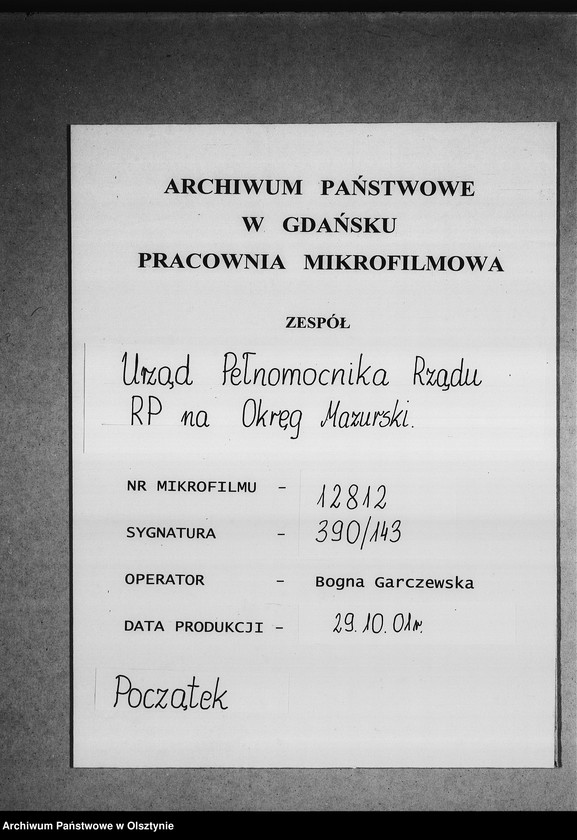 ARCHIWUM PAŃSTWOWE
W GDAŃSKU
PRACOWNIA MIKROFILMOWA
ZESPÓŁ
Urząd Pełnomocnika Rządu
RP na Okręg Mazurski.
NR MIKROFILMU - 12812
SYGNATURA - 390/143
OPERATOR - Bogna Garczewska
DATA PRODUKCJI - 29.10.01r.
Początek
Archiwum Państwowe w Olsztynie